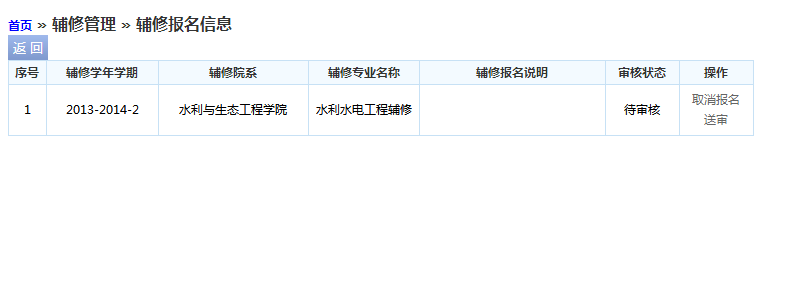 首页 » 辅修管理 » 辅修报名信息
返 回
序号 辅修学年学期 辅修院系 辅修专业名称 辅修报名说明 审核状态 操作
1 2013-2014-2 水利与生态工程学院 水利水电工程辅修 待审核 取消报名
送审